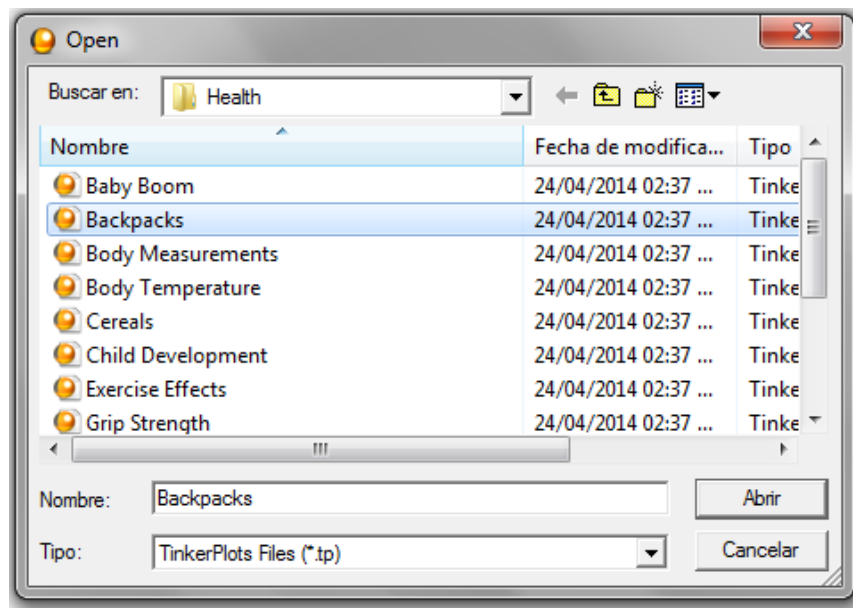 Open
Buscar en: Health
Nombre Fecha de modifica... Tipo
Baby Boom 24/04/2014 02:37 ... Tinke
Backpacks 24/04/2014 02:37 ... Tinke
Body Measurements 24/04/2014 02:37 ... Tinke
Body Temperature 24/04/2014 02:37 ... Tinke
Cereals 24/04/2014 02:37 ... Tinke
Child Development 24/04/2014 02:37 ... Tinke
Exercise Effects 24/04/2014 02:37 ... Tinke
Grip Strength 24/04/2014 02:37 ... Tinke
Nombre: Backpacks Abrir
Tipo: TinkerPlots Files (*.tp) Cancelar